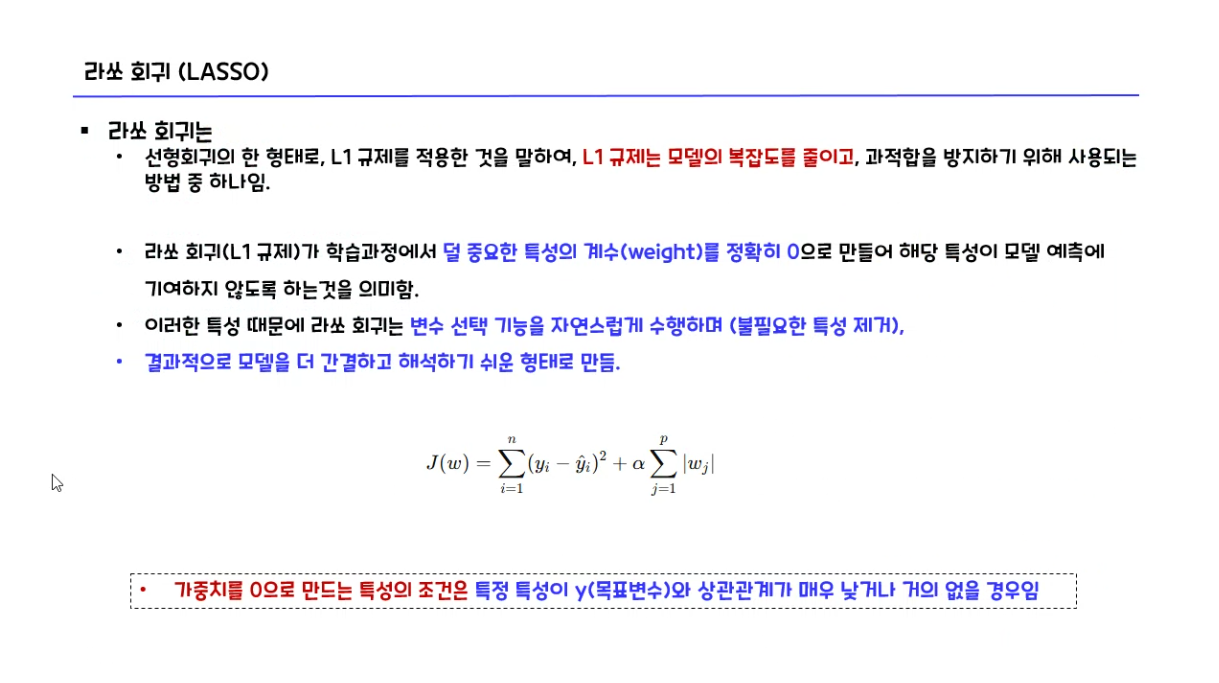 라쏘 회귀 (LASSO)
▪ 라쏘 회귀는
• 선형회귀의 한 형태로, L1 규제를 적용한 것을 말하여, L1 규제는 모델의 복잡도를 줄이고, 과적합을 방지하기 위해 사용되는
방법 중 하나임.
• 라쏘 회귀(L1 규제)가 학습과정에서 덜 중요한 특성의 계수(weight)를 정확히 0으로 만들어 해당 특성이 모델 예측에
기여하지 않도록 하는것을 의미함.
• 이러한 특성 때문에 라쏘 회귀는 변수 선택 기능을 자연스럽게 수행하며 (불필요한 특성 제거),
• 결과적으로 모델을 더 간결하고 해석하기 쉬운 형태로 만듬.
J(w) = ∑_{i=1}^{n} (y_i − ŷ_i)² + α ∑_{j=1}^{p} |w_j|
• 가중치를 0으로 만드는 특성의 조건은 특정 특성이 y(목표변수)와 상관관계가 매우 낮거나 거의 없을 경우임